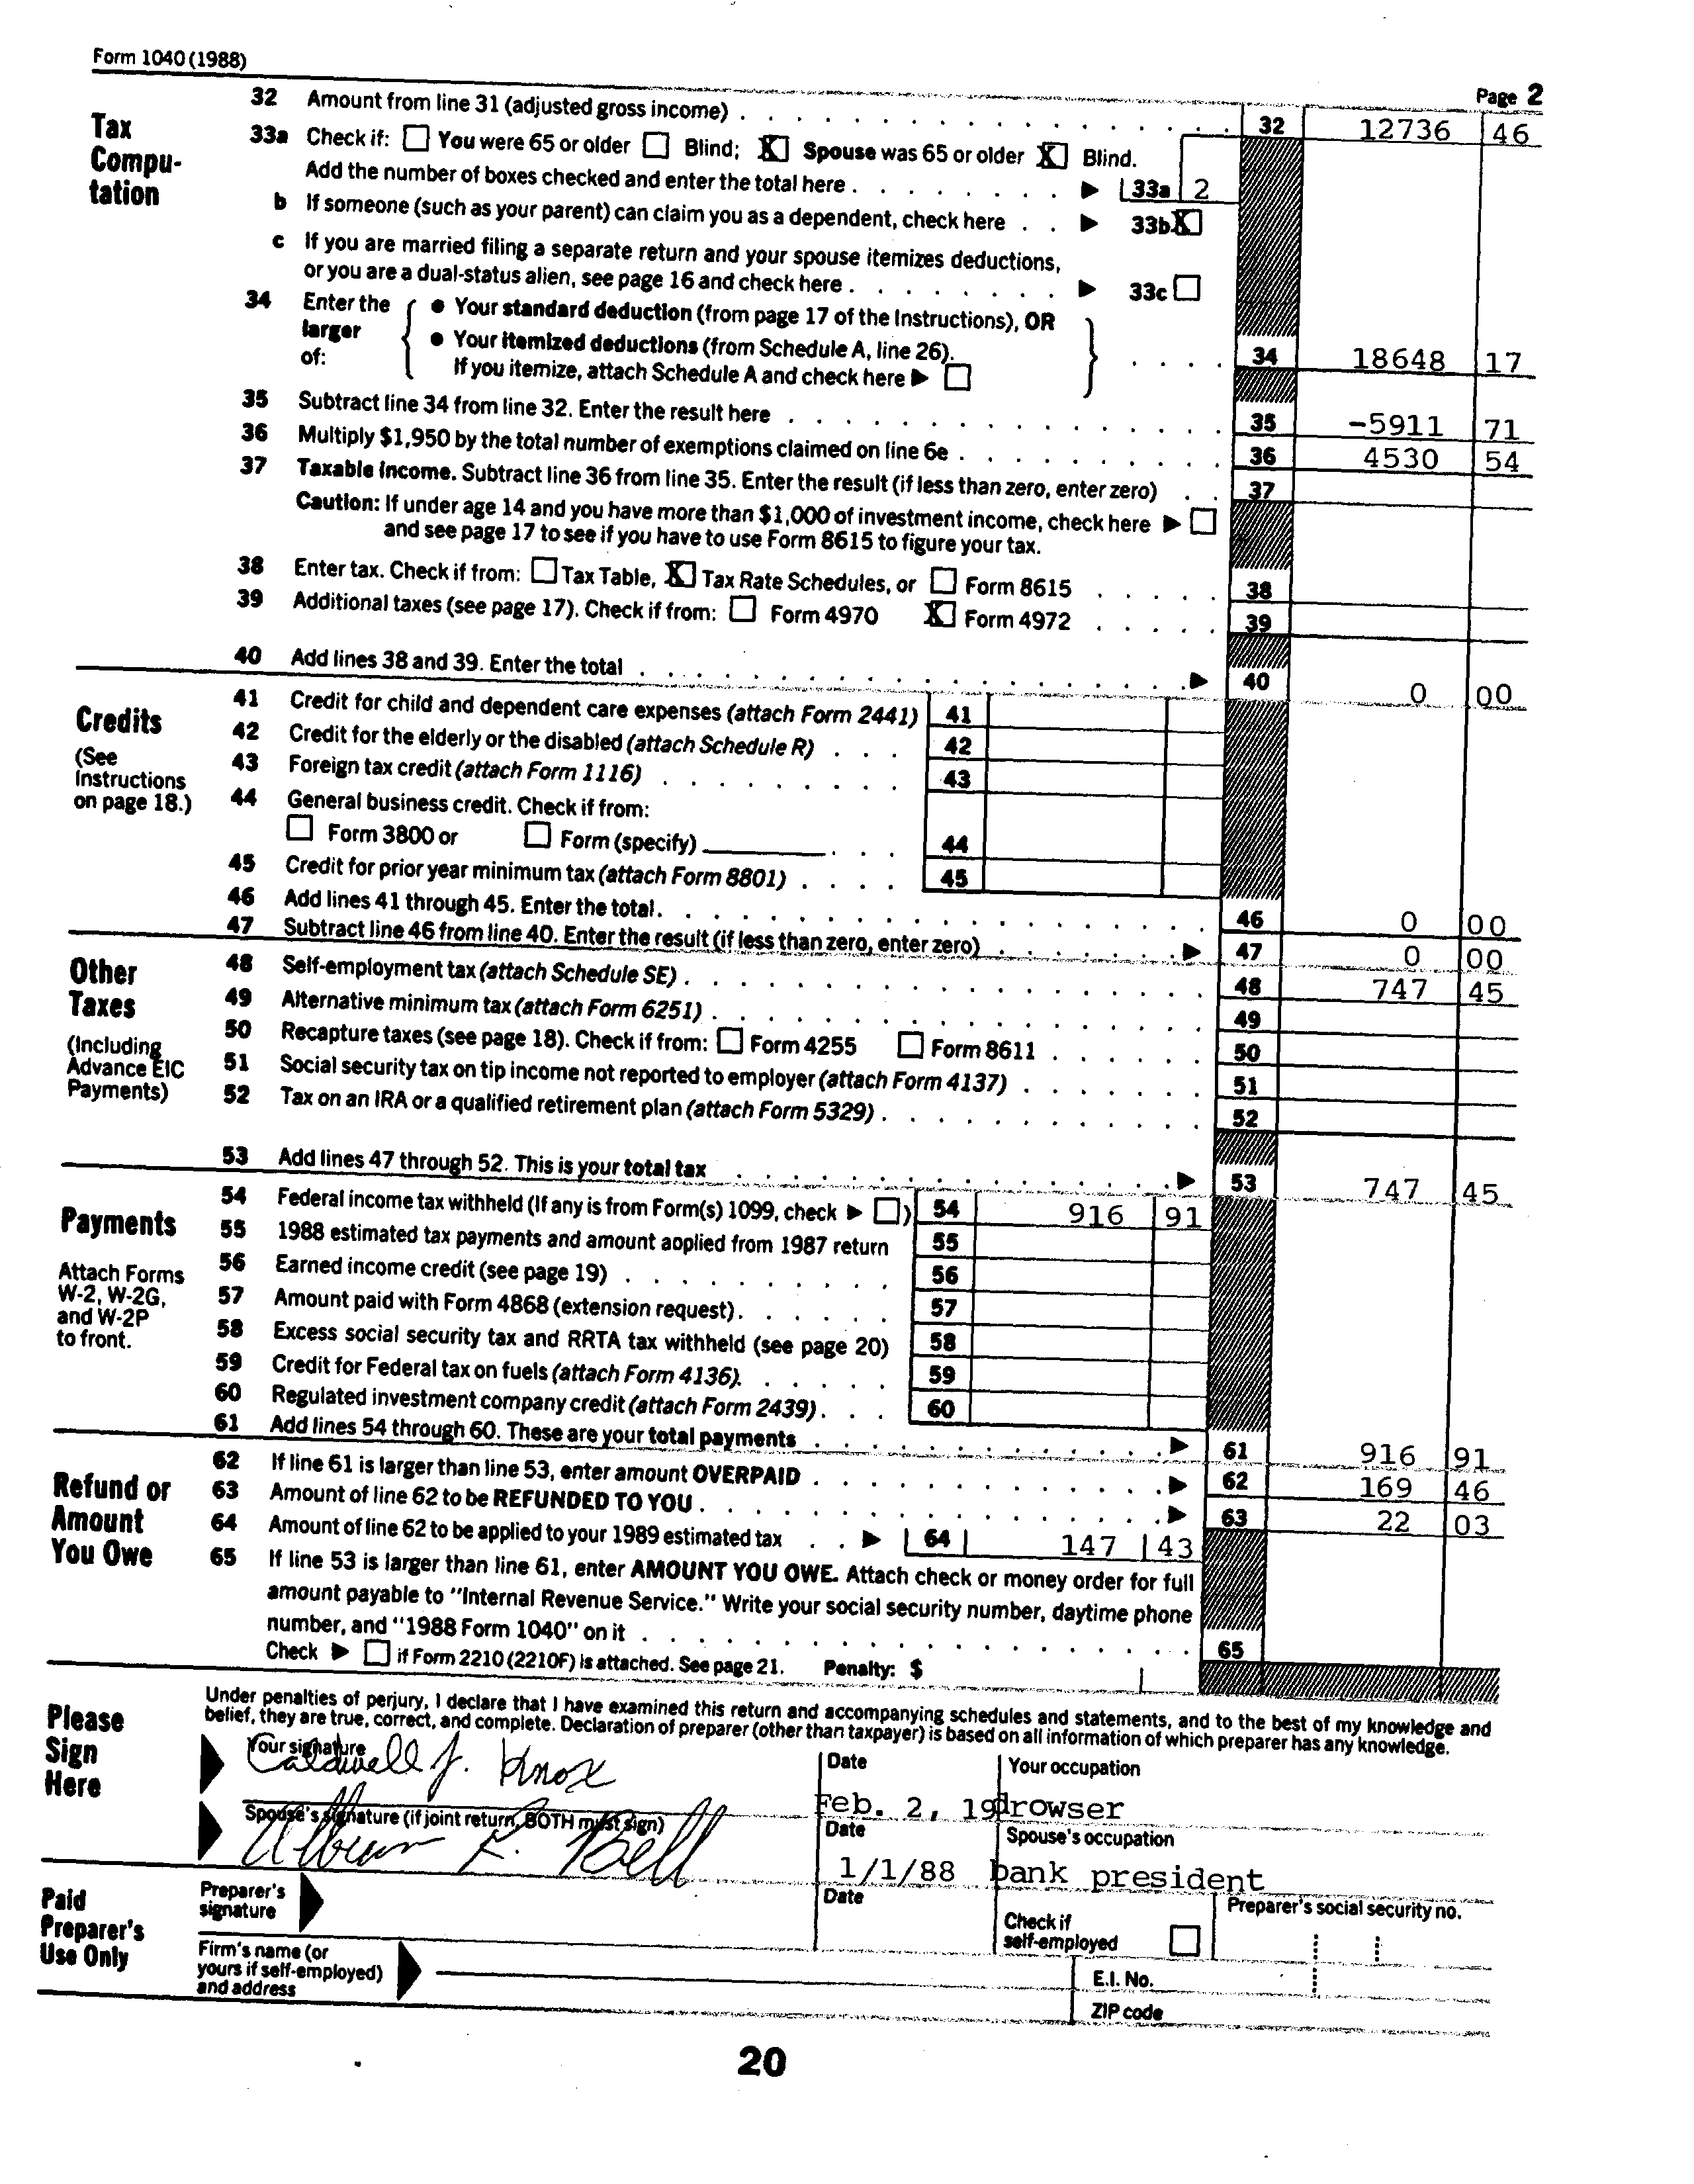 Form 1040 (1988)
Page 2
Tax Compu-tation
32 Amount from line 31 (adjusted gross income) . . . 32 12736 46
33a Check if: ☐ You were 65 or older ☐ Blind; ☒ Spouse was 65 or older ☒ Blind.
Add the number of boxes checked and enter the total here . . . ▶ 33a 2
b If someone (such as your parent) can claim you as a dependent, check here . . ▶ 33b ☒
c If you are married filing a separate return and your spouse itemizes deductions,
or you are a dual-status alien, see page 16 and check here . . . ▶ 33c ☐
34 Enter the larger of: { • Your standard deduction (from page 17 of the Instructions), OR
• Your itemized deductions (from Schedule A, line 26).
If you itemize, attach Schedule A and check here ▶ ☐ } . . . . 34 18648 17
35 Subtract line 34 from line 32. Enter the result here . . . 35 -5911 71
36 Multiply $1,950 by the total number of exemptions claimed on line 6e . . . 36 4530 54
37 Taxable income. Subtract line 36 from line 35. Enter the result (if less than zero, enter zero) . . 37
Caution: If under age 14 and you have more than $1,000 of investment income, check here ▶ ☐
and see page 17 to see if you have to use Form 8615 to figure your tax.
38 Enter tax. Check if from: ☐ Tax Table, ☒ Tax Rate Schedules, or ☐ Form 8615 . . . 38
39 Additional taxes (see page 17). Check if from: ☐ Form 4970 ☒ Form 4972 . . . 39
40 Add lines 38 and 39. Enter the total . . . ▶ 40 0 00
Credits
(See Instructions on page 18.)
41 Credit for child and dependent care expenses (attach Form 2441) 41
42 Credit for the elderly or the disabled (attach Schedule R) . . . 42
43 Foreign tax credit (attach Form 1116) . . . 43
44 General business credit. Check if from:
☐ Form 3800 or ☐ Form (specify) ______ . . . 44
45 Credit for prior year minimum tax (attach Form 8801) . . . . 45
46 Add lines 41 through 45. Enter the total. . . . 46 0 00
47 Subtract line 46 from line 40. Enter the result (if less than zero, enter zero) . . . ▶ 47 0 00
Other Taxes
(Including Advance EIC Payments)
48 Self-employment tax (attach Schedule SE) . . . 48 747 45
49 Alternative minimum tax (attach Form 6251) . . . 49
50 Recapture taxes (see page 18). Check if from: ☐ Form 4255 ☐ Form 8611 . . . 50
51 Social security tax on tip income not reported to employer (attach Form 4137) . . . 51
52 Tax on an IRA or a qualified retirement plan (attach Form 5329) . . . 52
53 Add lines 47 through 52. This is your total tax . . . ▶ 53 747 45
Payments
Attach Forms W-2, W-2G, and W-2P to front.
54 Federal income tax withheld (If any is from Form(s) 1099, check ▶ ☐) 54 916 91
55 1988 estimated tax payments and amount applied from 1987 return 55
56 Earned income credit (see page 19) . . . 56
57 Amount paid with Form 4868 (extension request) . . . 57
58 Excess social security tax and RRTA tax withheld (see page 20) 58
59 Credit for Federal tax on fuels (attach Form 4136). . . . 59
60 Regulated investment company credit (attach Form 2439) . . . 60
61 Add lines 54 through 60. These are your total payments . . . ▶ 61 916 91
Refund or Amount You Owe
62 If line 61 is larger than line 53, enter amount OVERPAID . . . ▶ 62 169 46
63 Amount of line 62 to be REFUNDED TO YOU . . . ▶ 63 22 03
64 Amount of line 62 to be applied to your 1989 estimated tax . . ▶ 64 147 43
65 If line 53 is larger than line 61, enter AMOUNT YOU OWE. Attach check or money order for full
amount payable to "Internal Revenue Service." Write your social security number, daytime phone
number, and "1988 Form 1040" on it . . . 65
Check ▶ ☐ if Form 2210 (2210F) is attached. See page 21. Penalty: $
Please Sign Here
Under penalties of perjury, I declare that I have examined this return and accompanying schedules and statements, and to the best of my knowledge and
belief, they are true, correct, and complete. Declaration of preparer (other than taxpayer) is based on all information of which preparer has any knowledge.
Your signature Caldwell J. Knox
Date Feb. 2, 19
Your occupation drowser
Spouse's signature (if joint return, BOTH must sign) K. Bell
Date 1/1/88
Spouse's occupation bank president
Paid Preparer's Use Only
Preparer's signature
Date
Check if self-employed ☐
Preparer's social security no.
Firm's name (or yours if self-employed) and address
E.I. No.
ZIP code
20